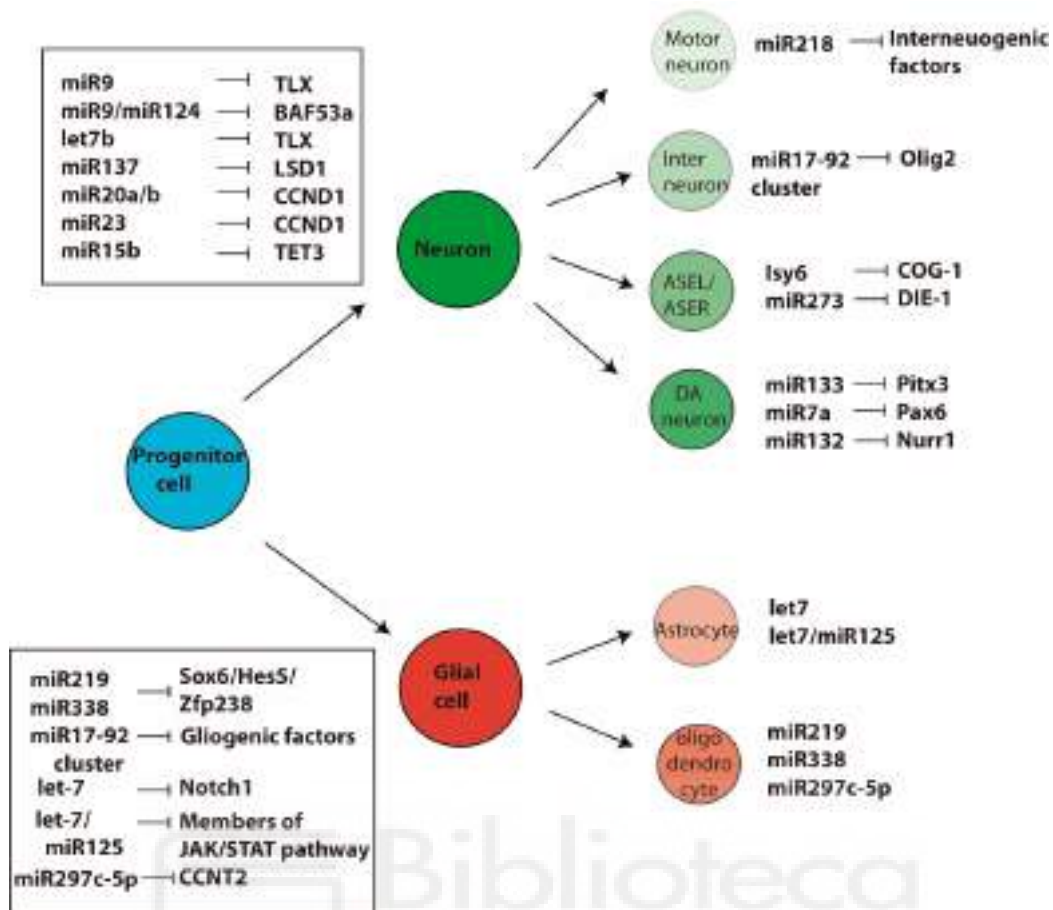 miR9 ⊣ TLX
miR9/miR124 ⊣ BAF53a
let7b ⊣ TLX
miR137 ⊣ LSD1
miR20a/b ⊣ CCND1
miR23 ⊣ CCND1
miR15b ⊣ TET3
Neuron
Motor
neuron
miR218 ⊣ Interneuogenic
factors
Inter
neuron
miR17-92 ⊣ Olig2
cluster
ASEL/
ASER
lsy6 ⊣ COG-1
miR273 ⊣ DIE-1
DA
neuron
miR133 ⊣ Pitx3
miR7a ⊣ Pax6
miR132 ⊣ Nurr1
Progenitor
cell
Glial
cell
Astrocyte
let7
let7/miR125
oligo
dendro
cyte
miR219
miR338
miR297c-5p
miR219
miR338
⊣ Sox6/Hes5/
Zfp238
miR17-92 ⊣ Gliogenic factors
cluster
let-7 ⊣ Notch1
let-7/ ⊣ Members of
miR125 JAK/STAT pathway
miR297c-5p ⊣ CCNT2
Biblioteca